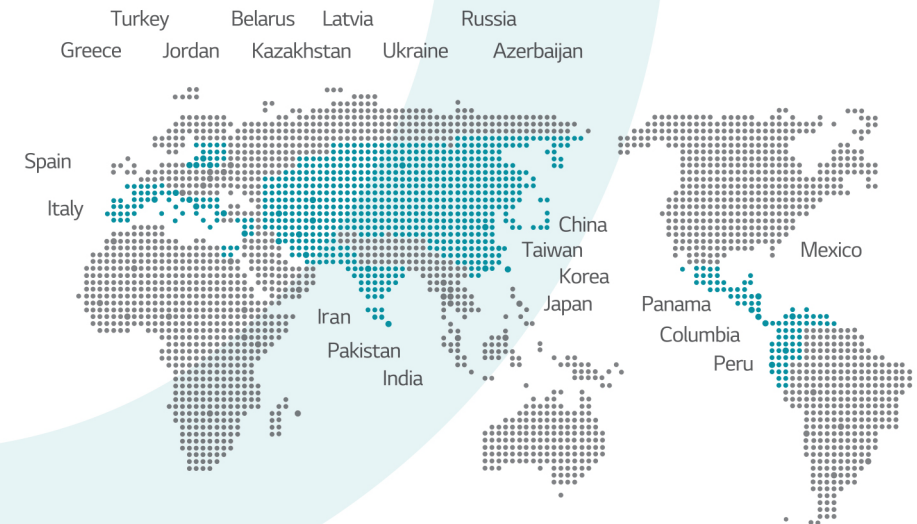 Turkey Belarus Latvia Russia
Greece Jordan Kazakhstan Ukraine Azerbaijan
Spain
Italy
China
Taiwan
Mexico
Korea
Japan
Panama
Iran
Columbia
Pakistan
Peru
India